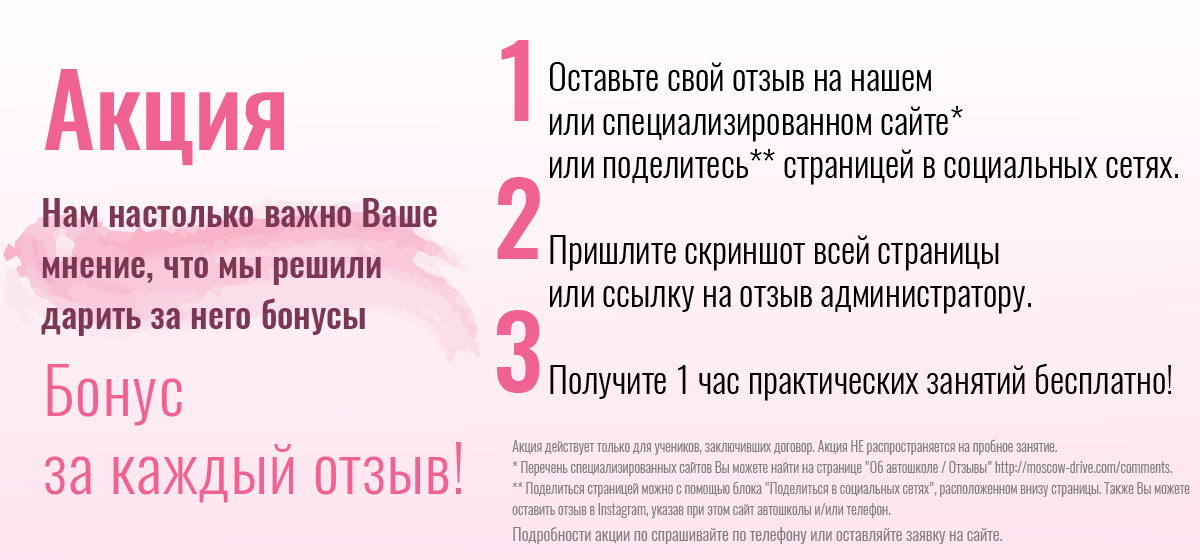 Акция
Нам настолько важно Ваше
мнение, что мы решили
дарить за него бонусы
Бонус
за каждый отзыв!
1
Оставьте свой отзыв на нашем
или специализированном сайте*
или поделитесь** страницей в социальных сетях.
2
Пришлите скриншот всей страницы
или ссылку на отзыв администратору.
3
Получите 1 час практических занятий бесплатно!
Акция действует только для учеников, заключивших договор. Акция НЕ распространяется на пробное занятие.
* Перечень специализированных сайтов Вы можете найти на странице "Об автошколе / Отзывы" http://moscow-drive.com/comments.
** Поделиться страницей можно с помощью блока "Поделиться в социальных сетях", расположенном внизу страницы. Также Вы можете
оставить отзыв в Instagram, указав при этом сайт автошколы и/или телефон.
Подробности акции по спрашивайте по телефону или оставляйте заявку на сайте.